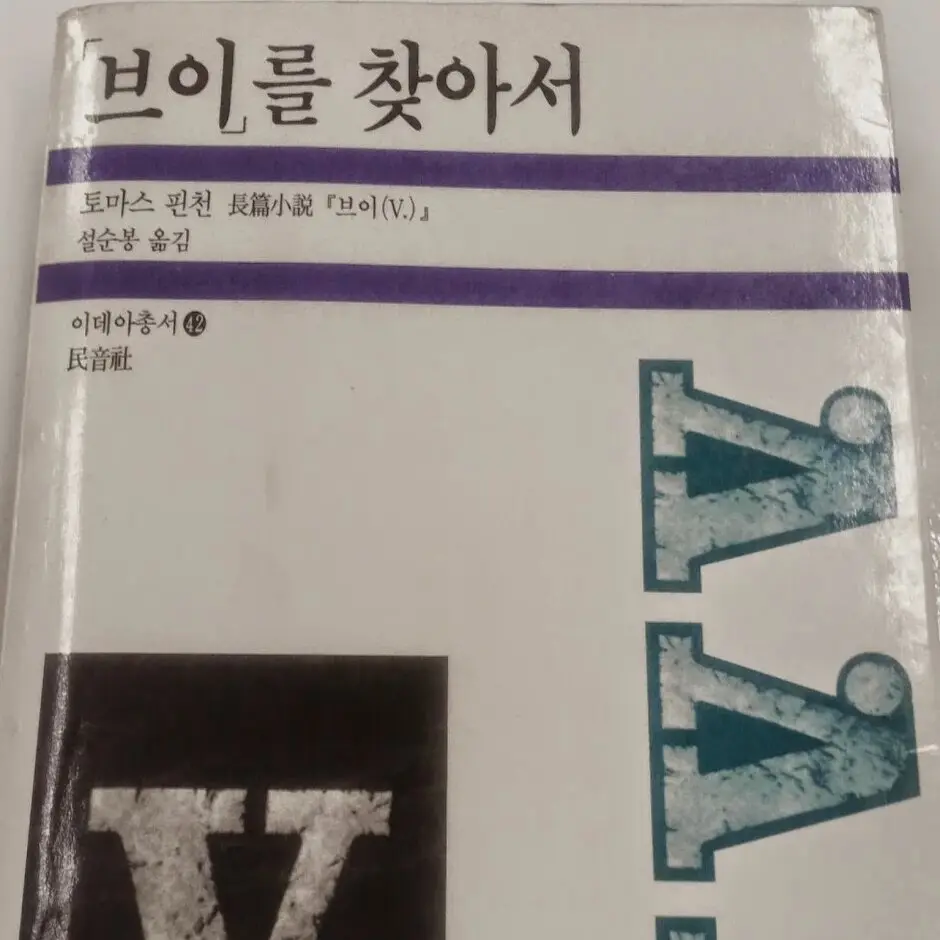 「브이」를 찾아서
토마스 핀천 長篇小說 『브이(V.)』
설순봉 옮김
이데아총서 42
民音社
V.
V.
V